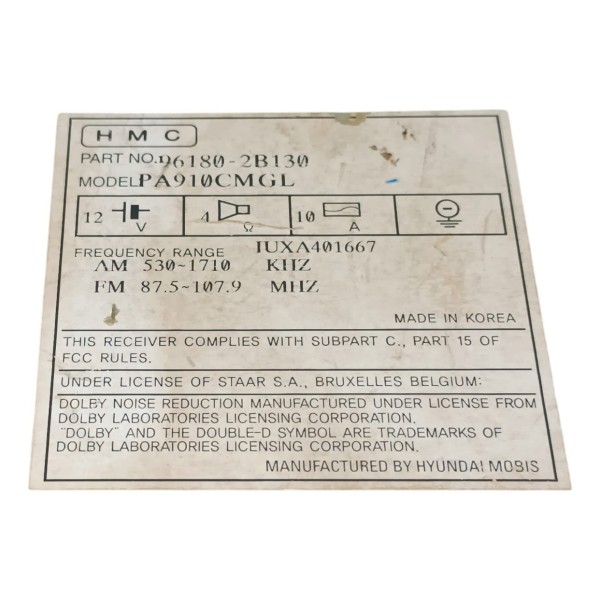 HMC
PART NO. 96180-2B130
MODEL PA910CMGL
12 V 4 Ω 10 A
FREQUENCY RANGE IUXA401667
AM 530~1710 KHZ
FM 87.5~107.9 MHZ
MADE IN KOREA
THIS RECEIVER COMPLIES WITH SUBPART C., PART 15 OF
FCC RULES.
UNDER LICENSE OF STAAR S.A., BRUXELLES BELGIUM:
DOLBY NOISE REDUCTION MANUFACTURED UNDER LICENSE FROM
DOLBY LABORATORIES LICENSING CORPORATION.
"DOLBY" AND THE DOUBLE-D SYMBOL ARE TRADEMARKS OF
DOLBY LABORATORIES LICENSING CORPORATION.
MANUFACTURED BY HYUNDAI MOBIS